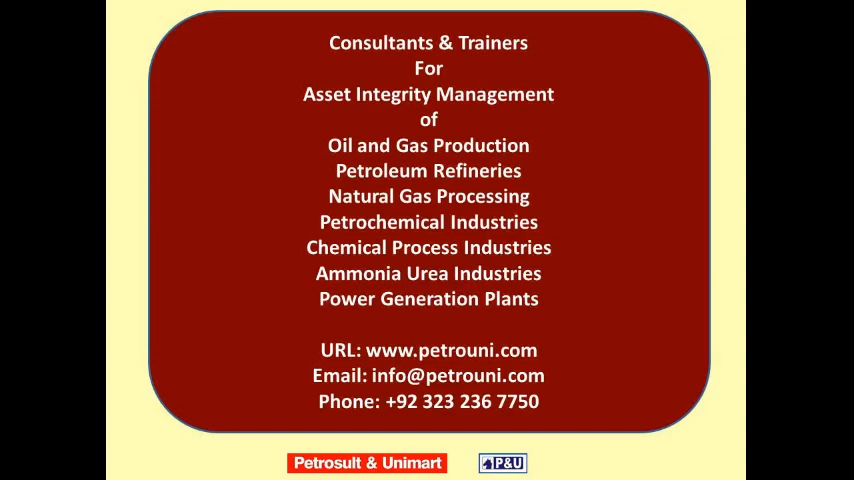 Consultants & Trainers
For
Asset Integrity Management
of
Oil and Gas Production
Petroleum Refineries
Natural Gas Processing
Petrochemical Industries
Chemical Process Industries
Ammonia Urea Industries
Power Generation Plants
URL: www.petrouni.com
Email: info@petrouni.com
Phone: +92 323 236 7750
Petrosult & Unimart
P&U